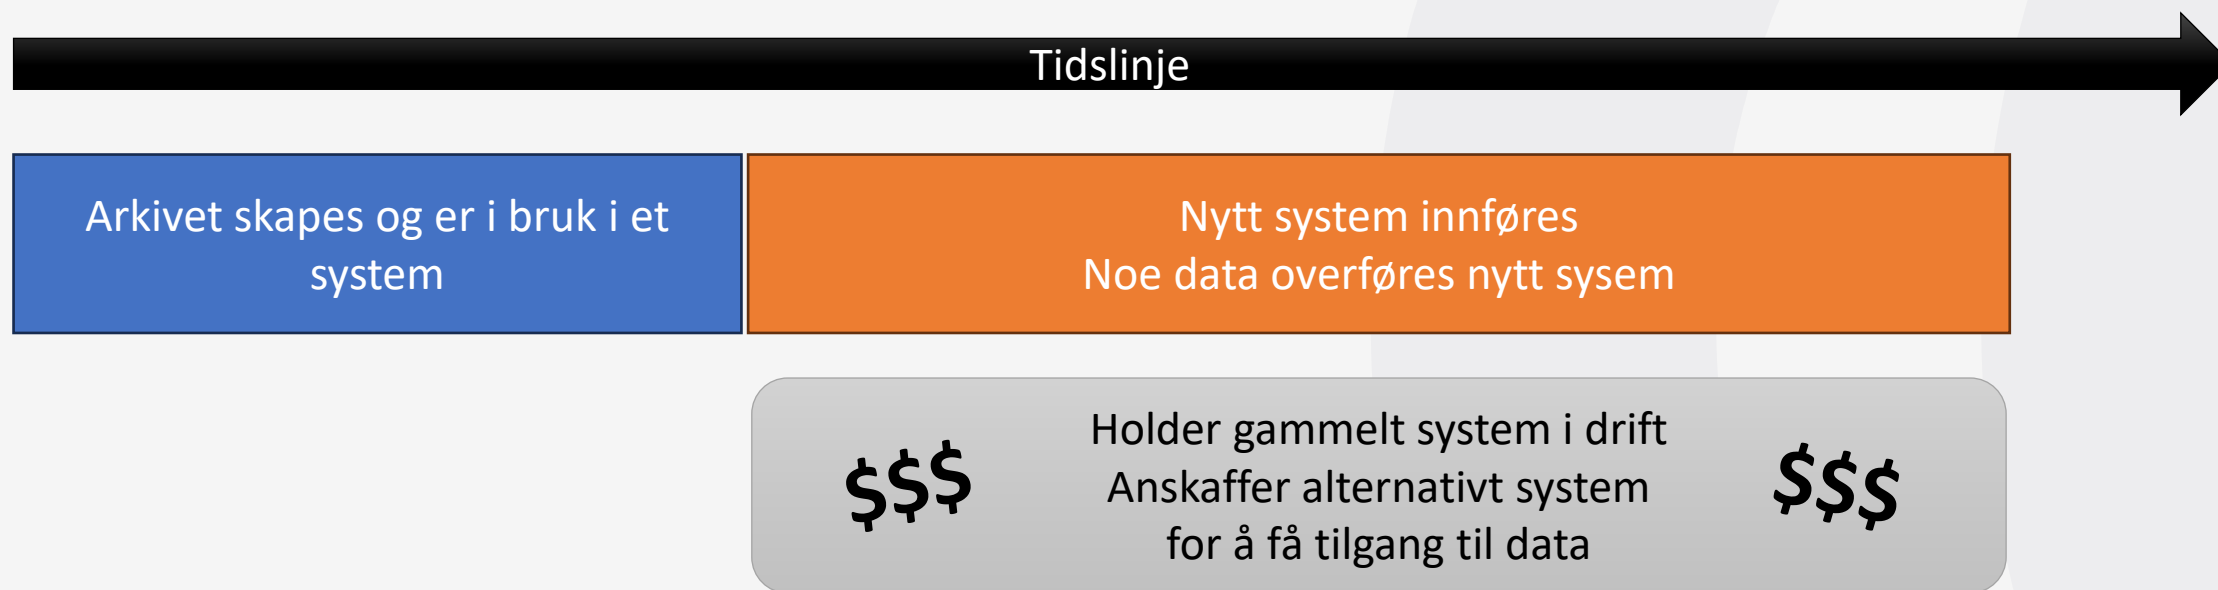 Tidslinje
Arkivet skapes og er i bruk i et
system
Nytt system innføres
Noe data overføres nytt sysem
$$$
Holder gammelt system i drift
Anskaffer alternativt system
for å få tilgang til data
$$$